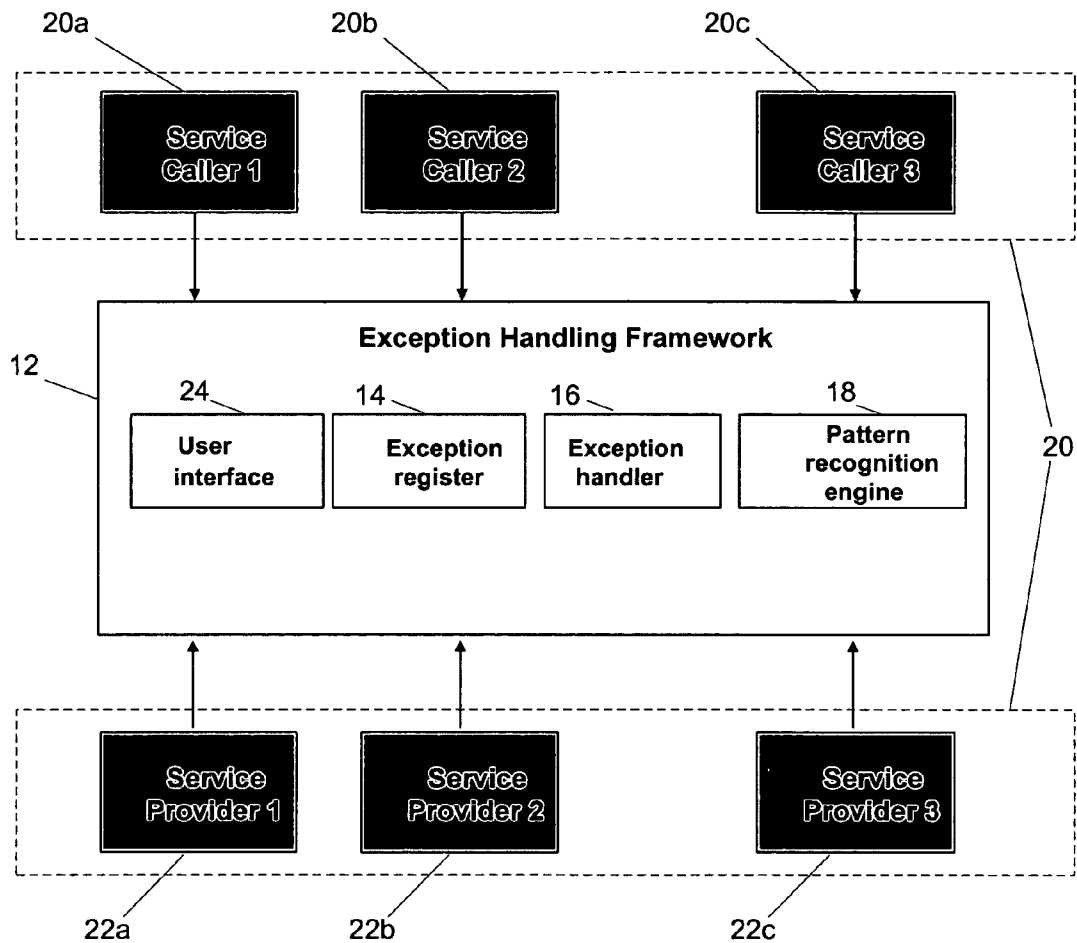 20a 20b 20c
Service
Caller 1
Service
Caller 2
Service
Caller 3
Exception Handling Framework
12
24 14 16 18
User
interface
Exception
register
Exception
handler
Pattern
recognition
engine
20
Service
Provider 1
Service
Provider 2
Service
Provider 3
22a 22b 22c